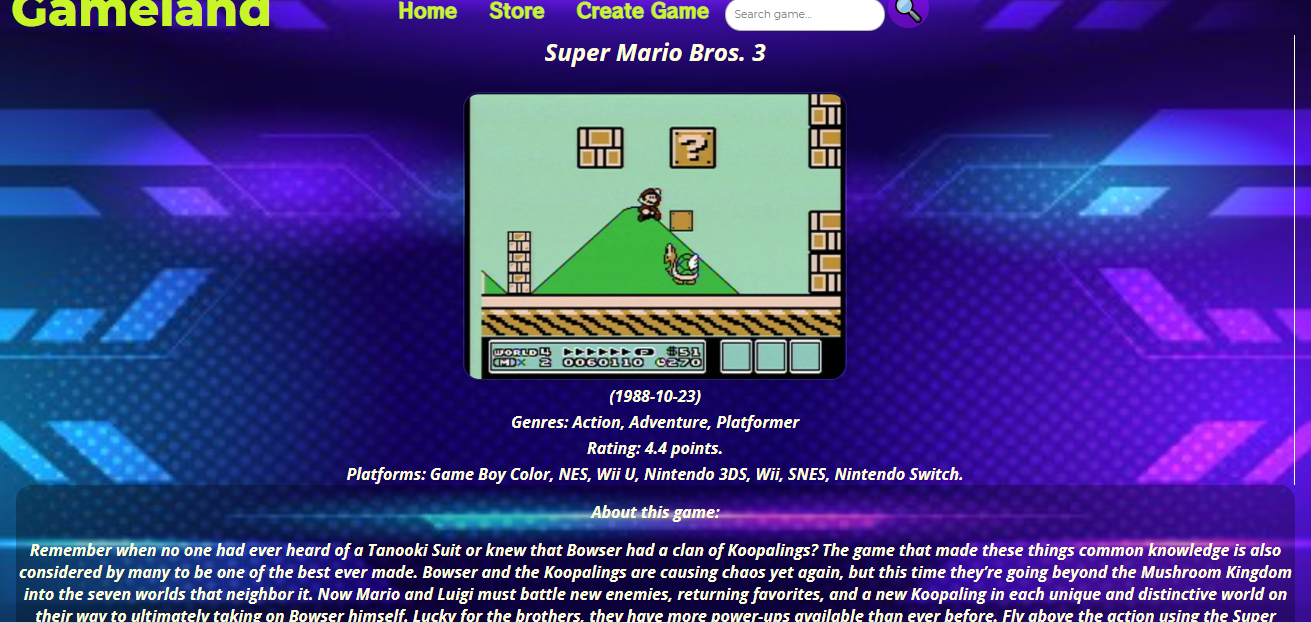 Gameland
Home Store Create Game Search game...
Super Mario Bros. 3
?
WORLD 4 P $51
M x 2 0060110 270
(1988-10-23)
Genres: Action, Adventure, Platformer
Rating: 4.4 points.
Platforms: Game Boy Color, NES, Wii U, Nintendo 3DS, Wii, SNES, Nintendo Switch.
About this game:
Remember when no one had ever heard of a Tanooki Suit or knew that Bowser had a clan of Koopalings? The game that made these things common knowledge is also
considered by many to be one of the best ever made. Bowser and the Koopalings are causing chaos yet again, but this time they’re going beyond the Mushroom Kingdom
into the seven worlds that neighbor it. Now Mario and Luigi must battle new enemies, returning favorites, and a new Koopaling in each unique and distinctive world on
their way to ultimately taking on Bowser himself. Lucky for the brothers, they have more power-ups available than ever before. Fly above the action using the Super